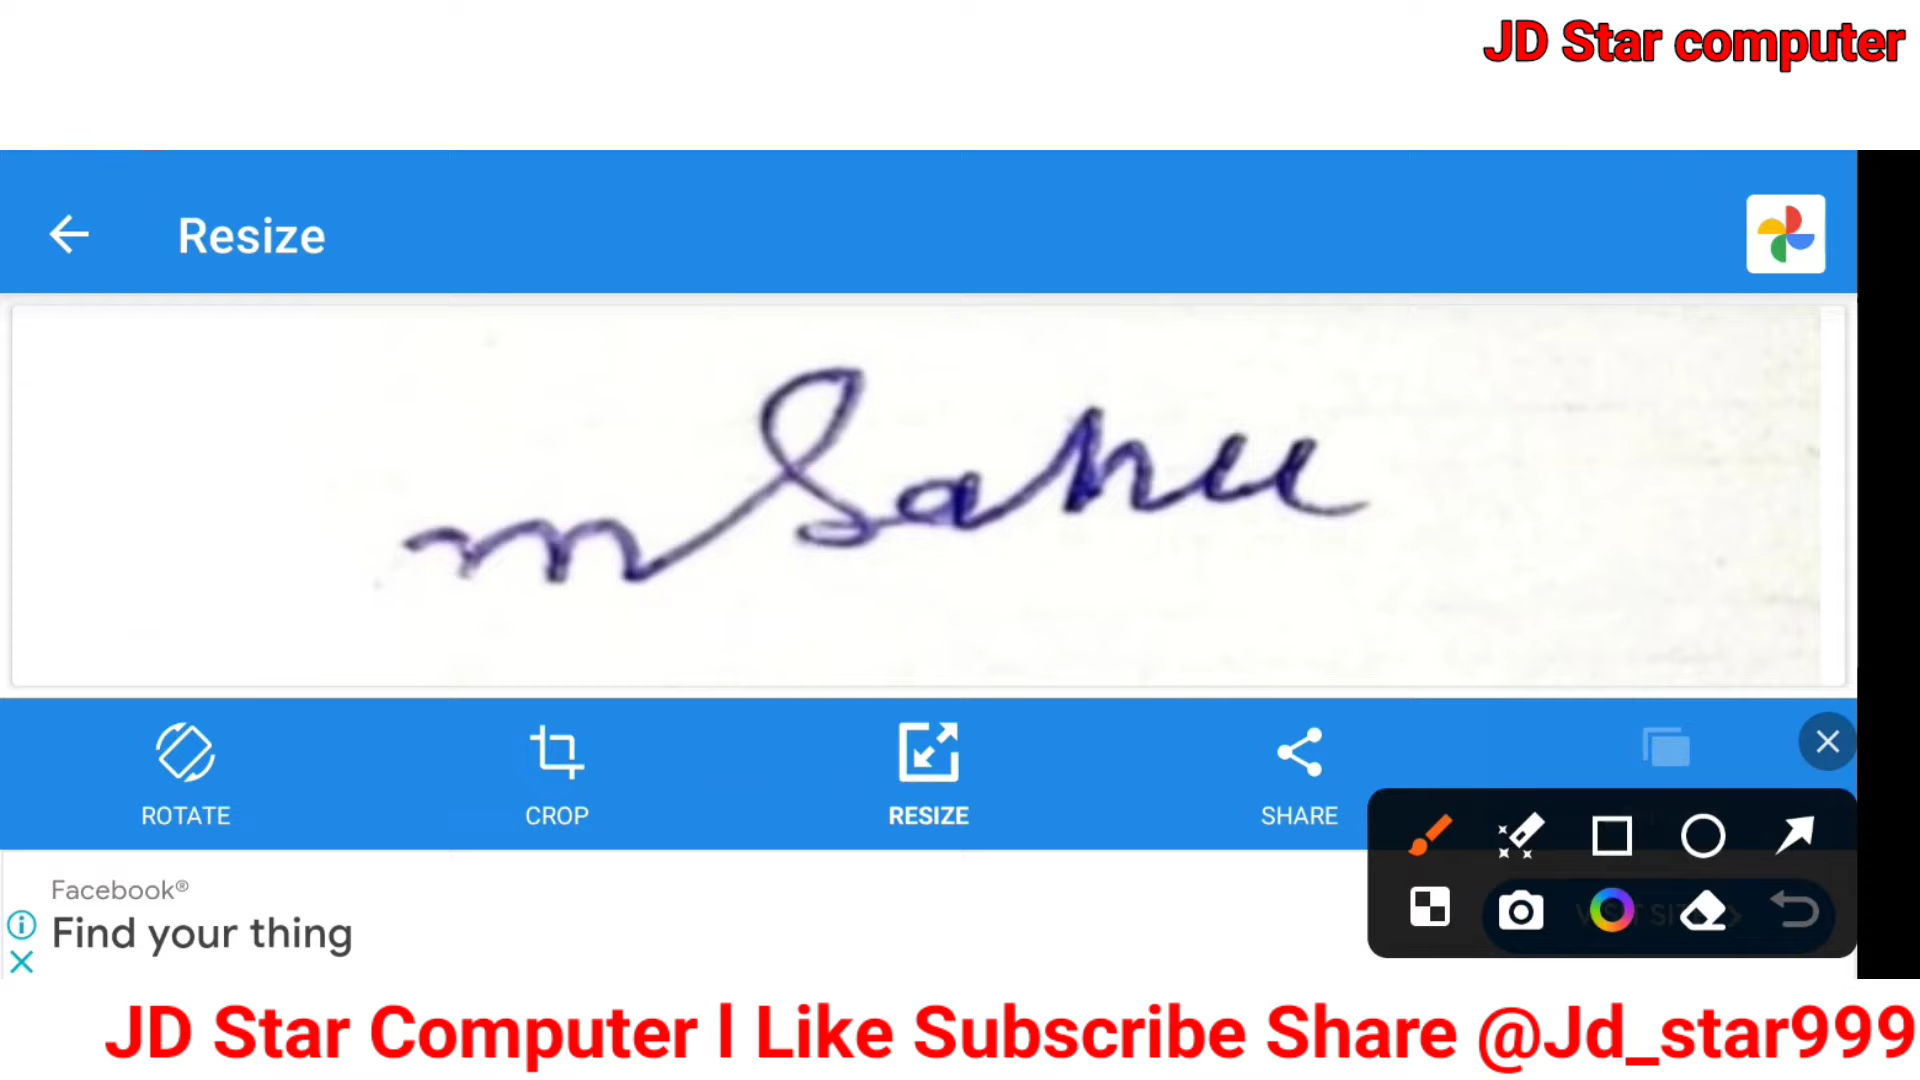 JD Star computer
Resize
m Sahu
ROTATE
CROP
RESIZE
SHARE
Facebook®
Find your thing
JD Star Computer l Like Subscribe Share @Jd_star999